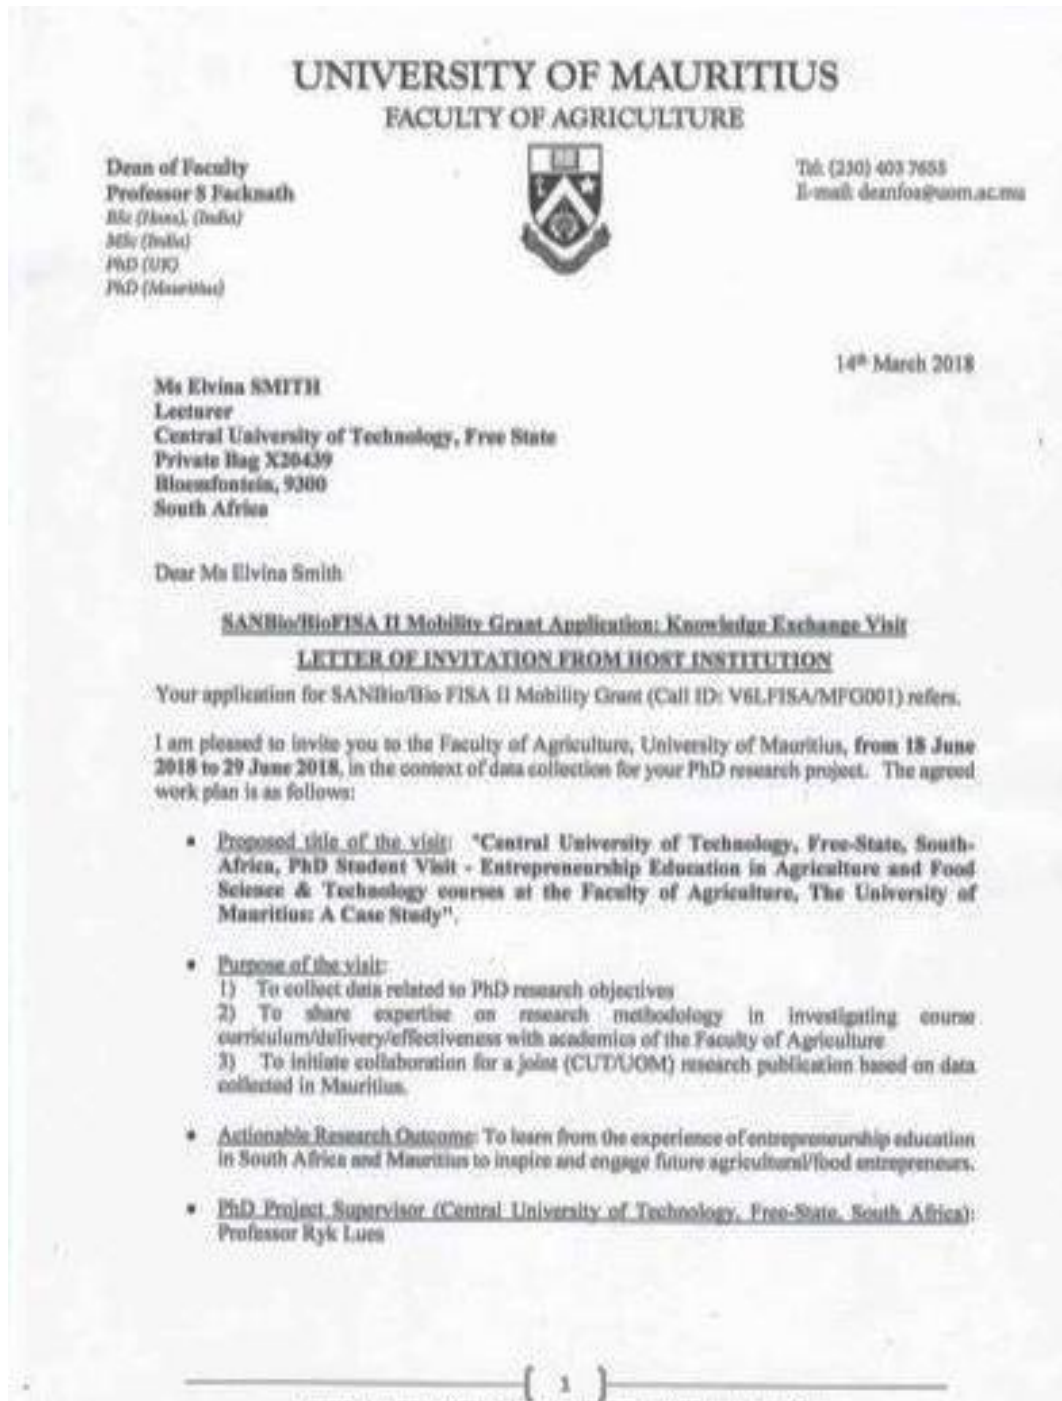 UNIVERSITY OF MAURITIUS
FACULTY OF AGRICULTURE
Dean of Faculty
Professor S Facknath
BSc (Hons), (India)
MSc (India)
PhD (UK)
PhD (Mauritius)
Tel: (230) 403 7655
E-mail: deanfoa@uom.ac.mu
14th March 2018
Ms Elvina SMITH
Lecturer
Central University of Technology, Free State
Private Bag X20439
Bloemfontein, 9300
South Africa
Dear Ms Elvina Smith
SANBio/BioFISA II Mobility Grant Application: Knowledge Exchange Visit
LETTER OF INVITATION FROM HOST INSTITUTION
Your application for SANBio/Bio FISA II Mobility Grant (Call ID: V6LFISA/MFG001) refers.
I am pleased to invite you to the Faculty of Agriculture, University of Mauritius, from 18 June
2018 to 29 June 2018, in the context of data collection for your PhD research project. The agreed
work plan is as follows:
• Proposed title of the visit: "Central University of Technology, Free-State, South-
Africa, PhD Student Visit - Entrepreneurship Education in Agriculture and Food
Science & Technology courses at the Faculty of Agriculture, The University of
Mauritius: A Case Study".
• Purpose of the visit:
1) To collect data related to PhD research objectives
2) To share expertise on research methodology in investigating course
curriculum/delivery/effectiveness with academics of the Faculty of Agriculture
3) To initiate collaboration for a joint (CUT/UOM) research publication based on data
collected in Mauritius.
• Actionable Research Outcome: To learn from the experience of entrepreneurship education
in South Africa and Mauritius to inspire and engage future agricultural/food entrepreneurs.
• PhD Project Supervisor (Central University of Technology, Free-State, South Africa):
Professor Ryk Lues
1